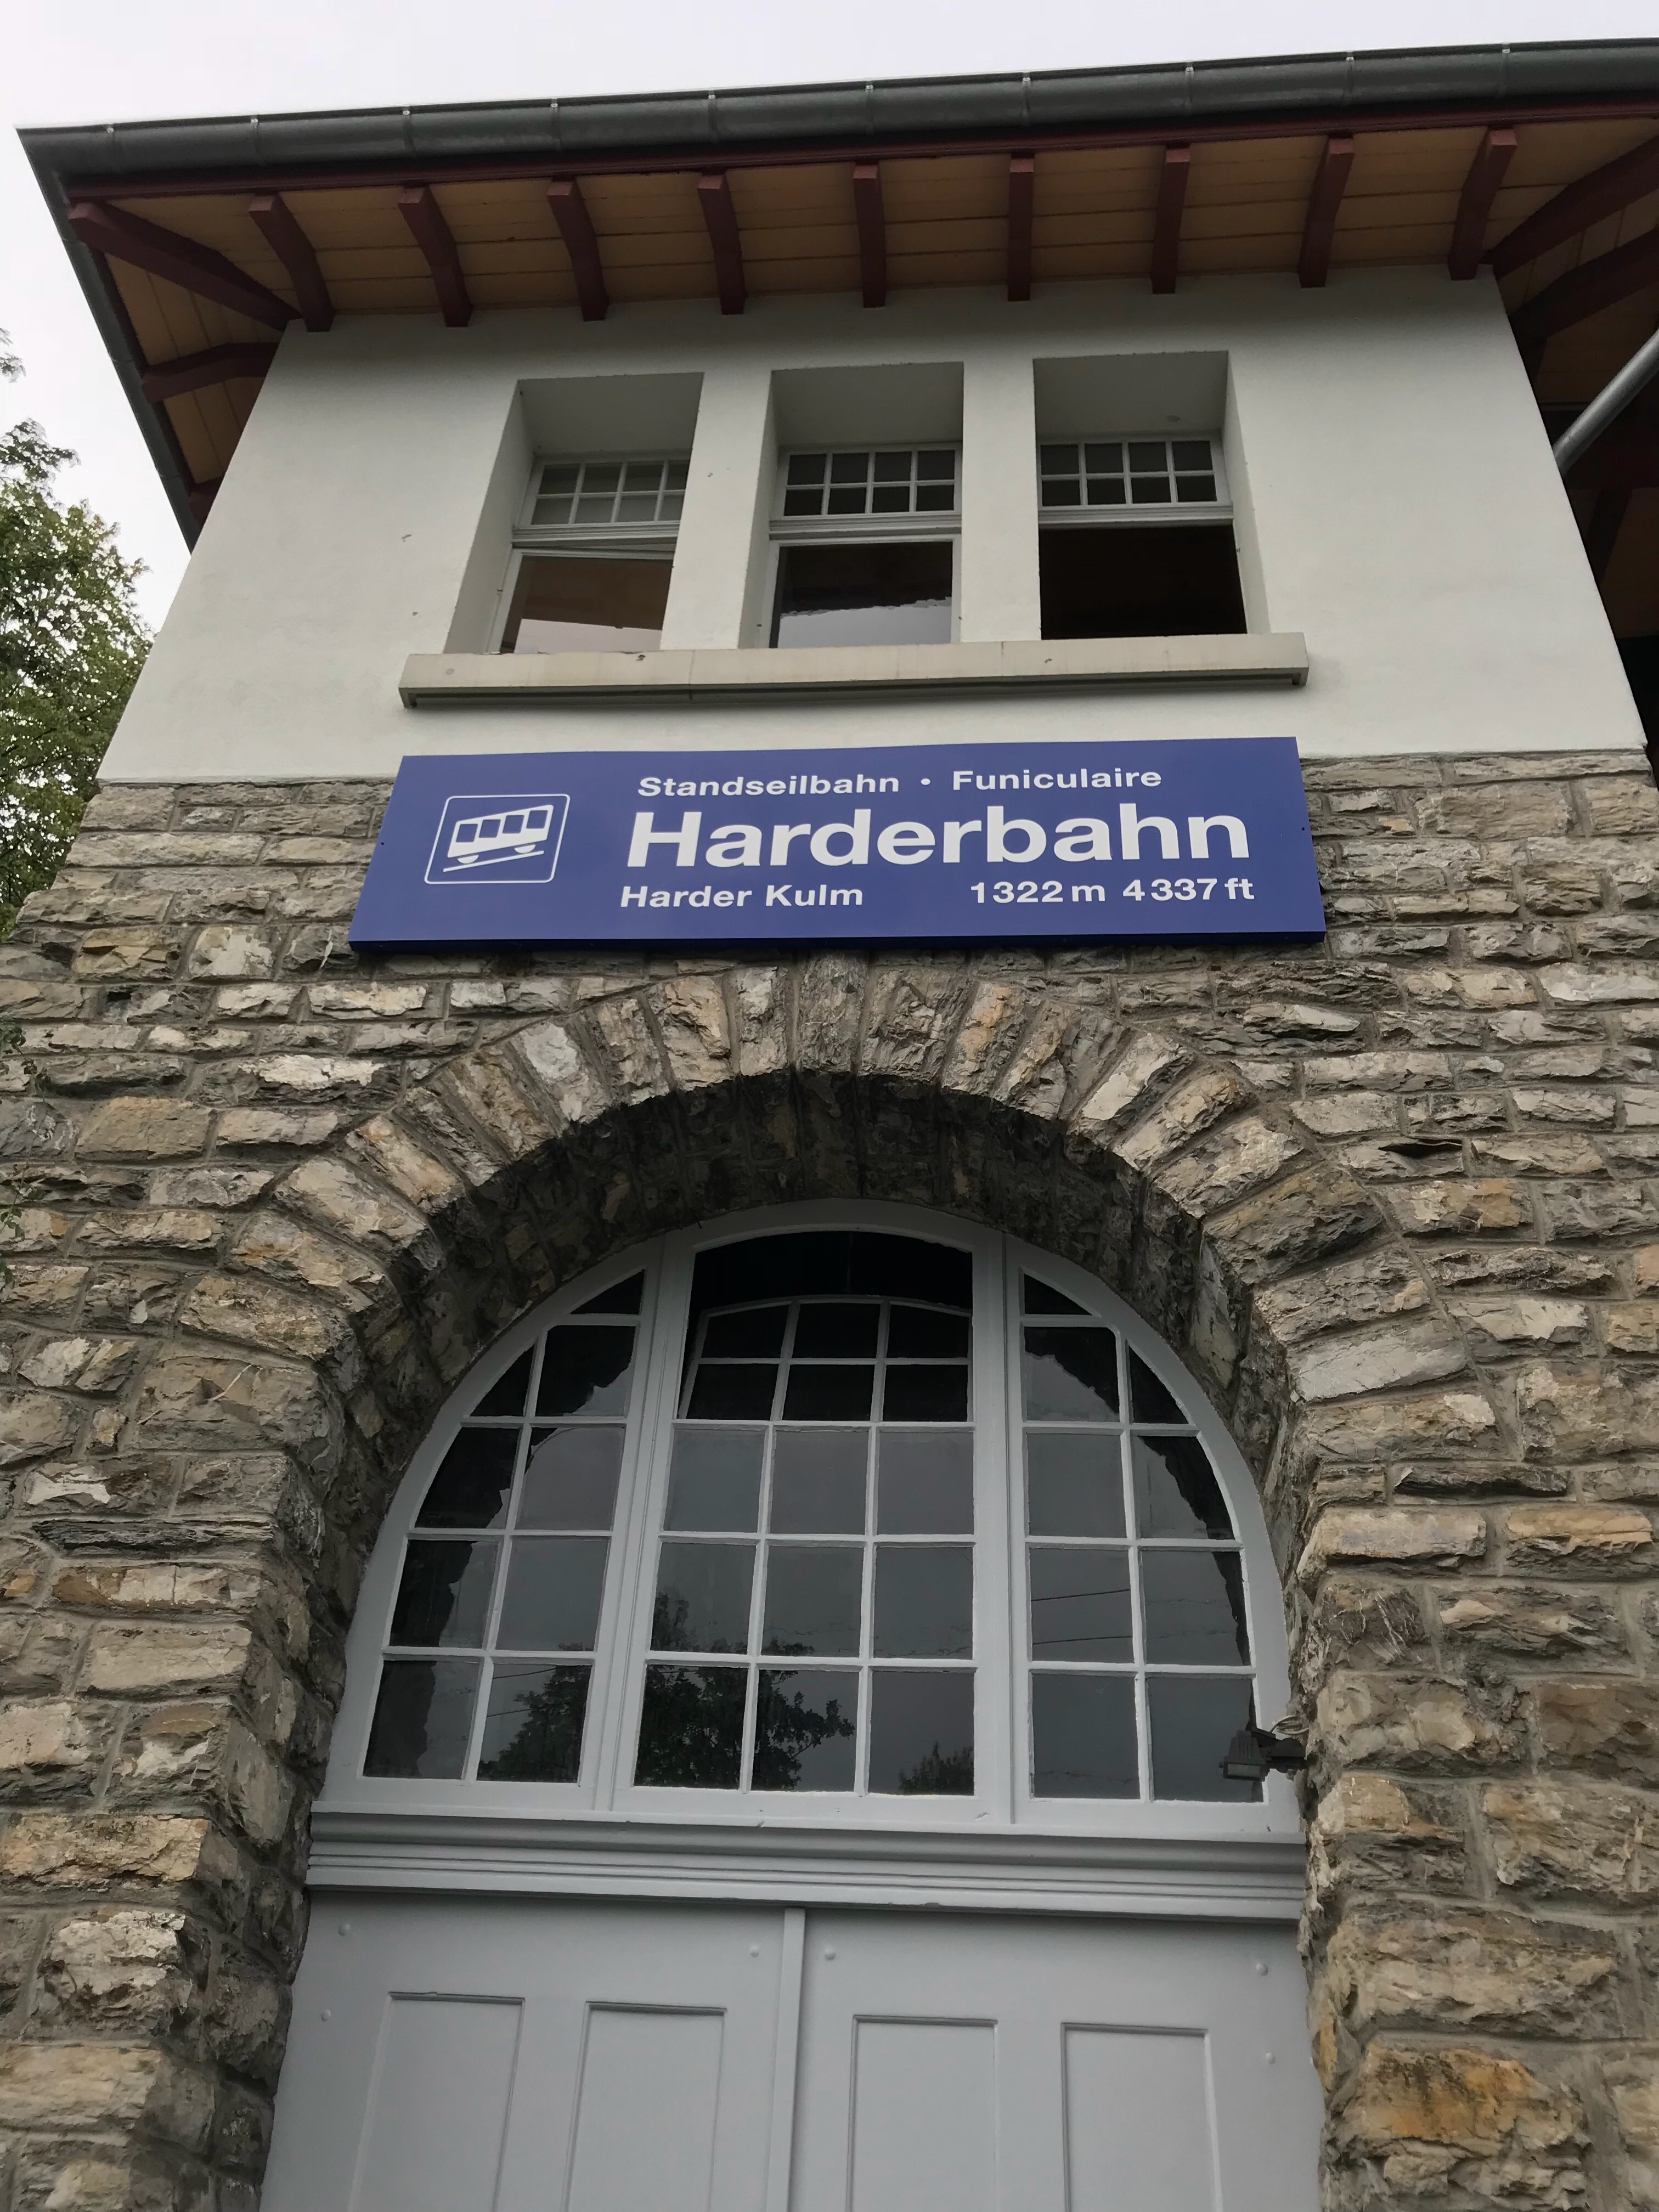 Standseilbahn • Funiculaire
Harderbahn
Harder Kulm 1322 m 4337 ft